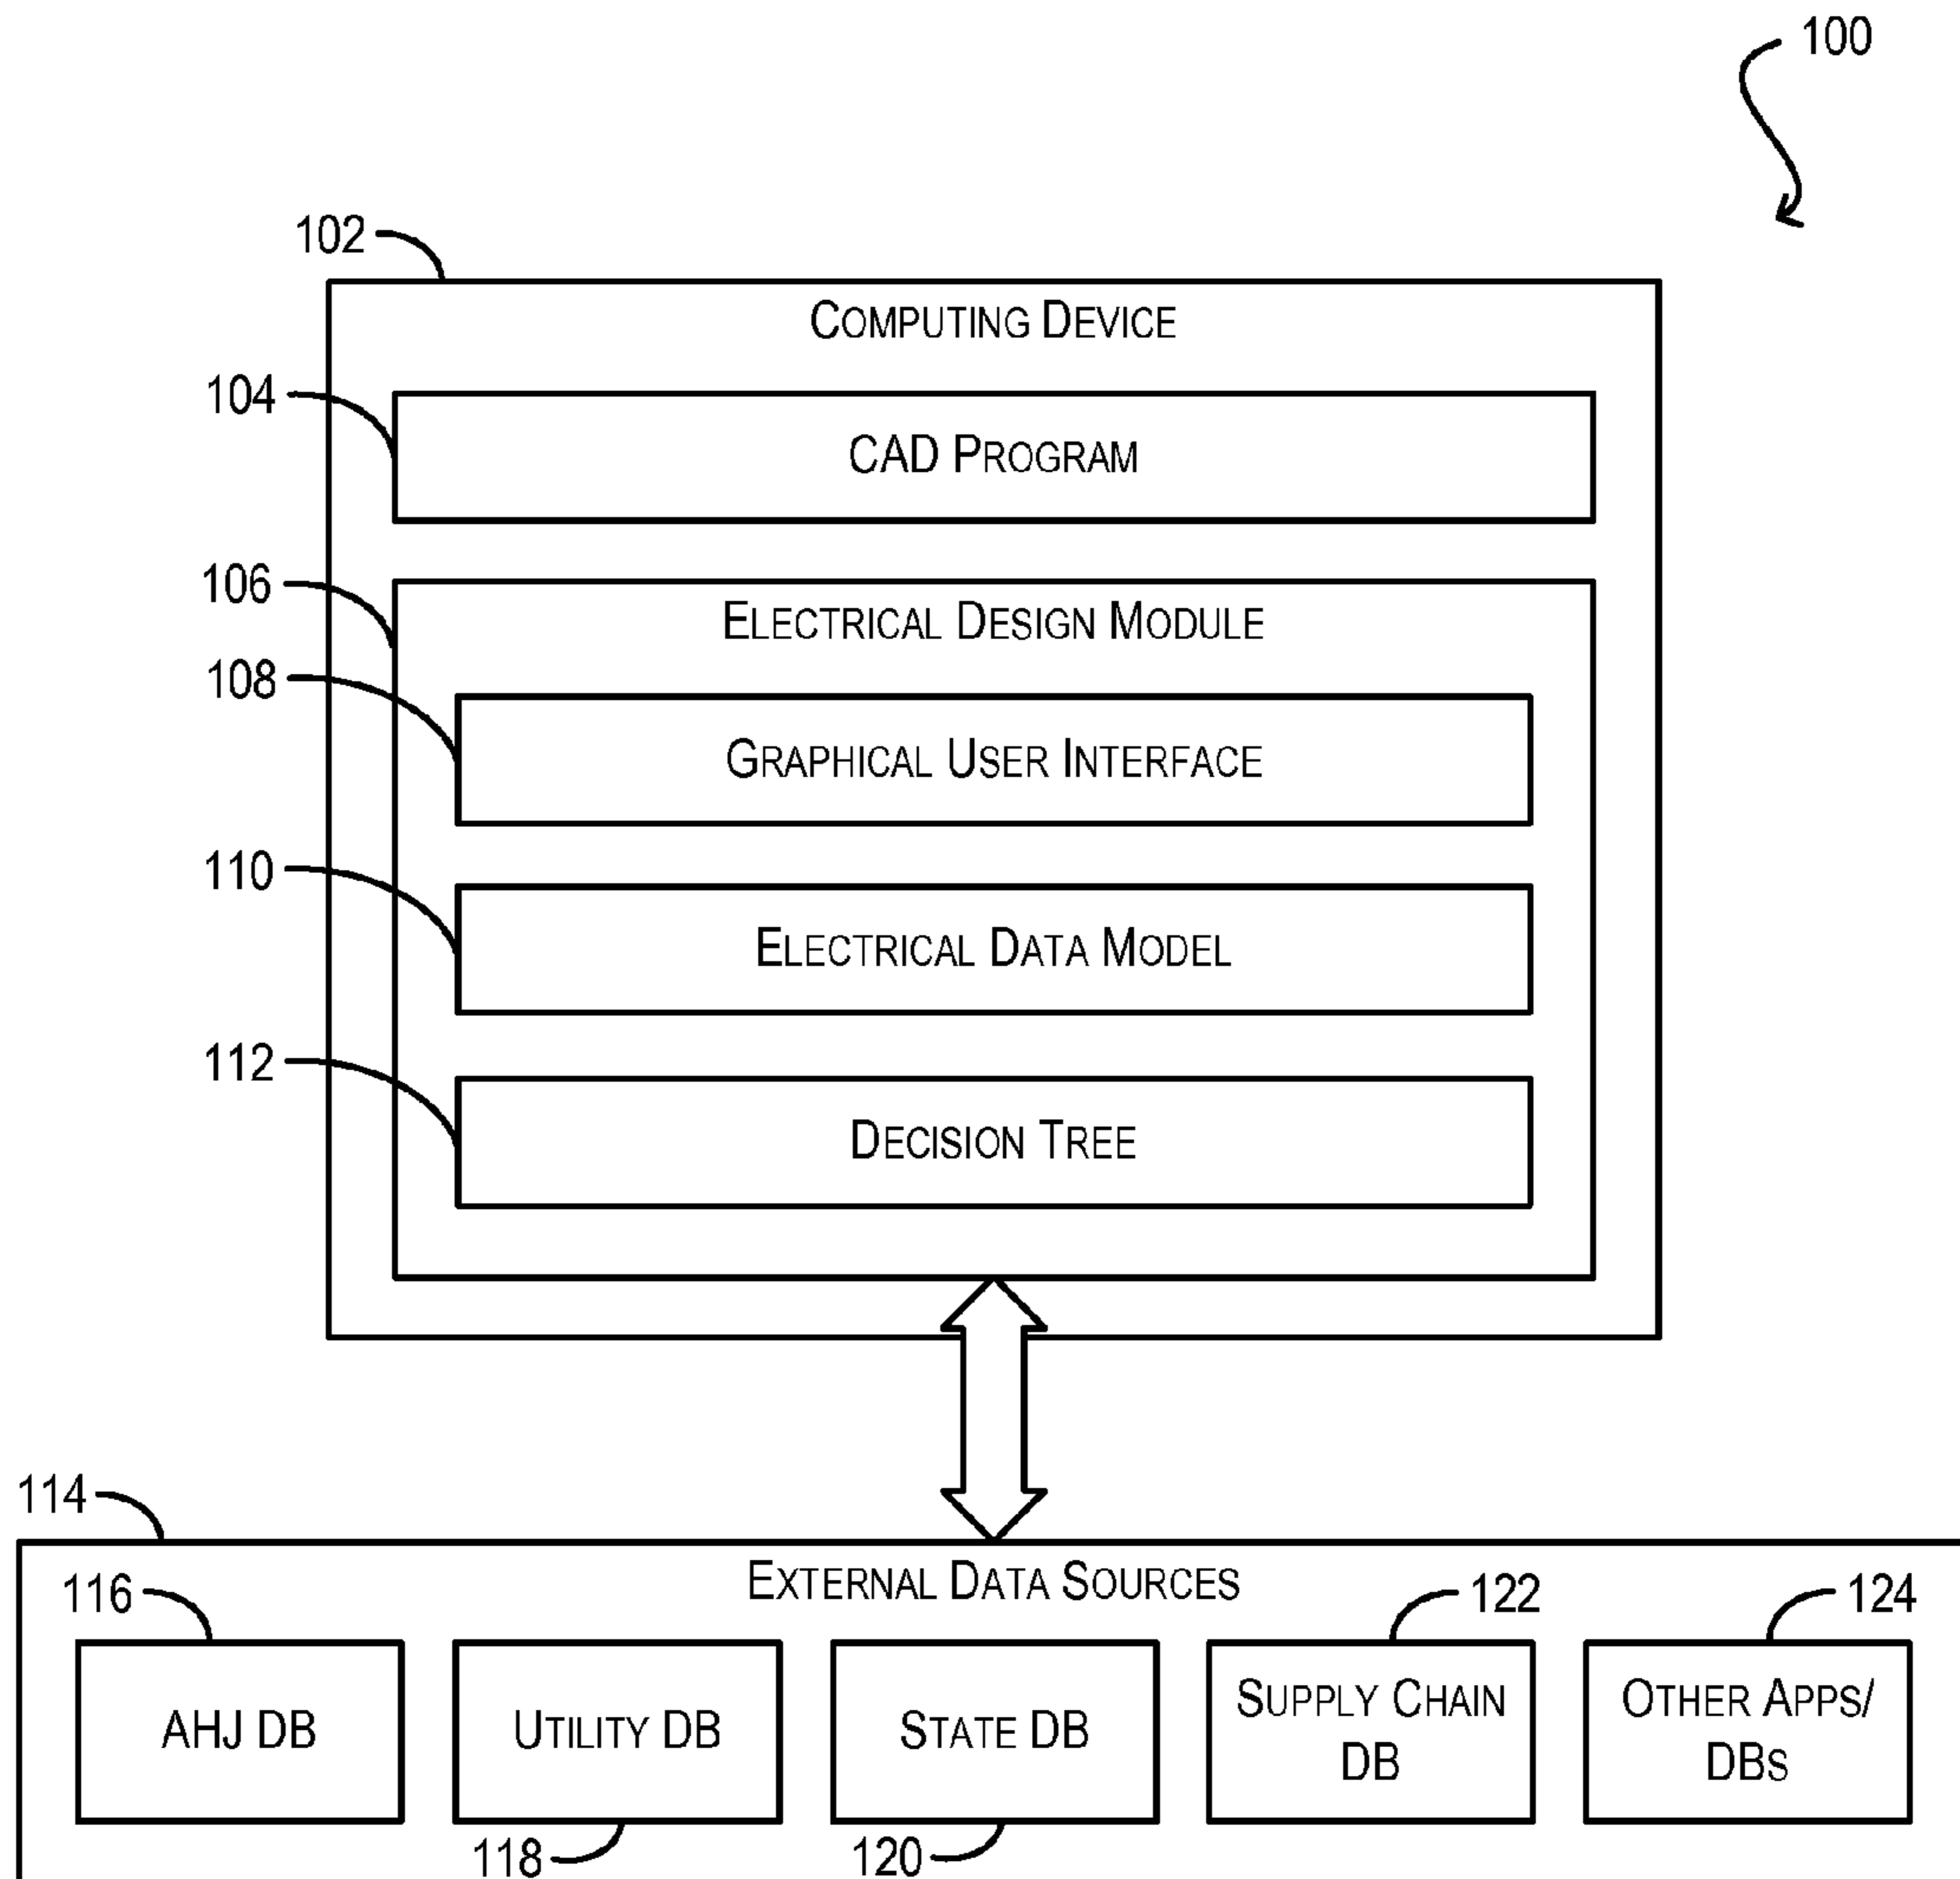 100
102
COMPUTING DEVICE
104
CAD PROGRAM
106
ELECTRICAL DESIGN MODULE
108
GRAPHICAL USER INTERFACE
110
ELECTRICAL DATA MODEL
112
DECISION TREE
114
EXTERNAL DATA SOURCES
116
122
124
AHJ DB
UTILITY DB
STATE DB
SUPPLY CHAIN
DB
OTHER APPS/
DBS
118
120